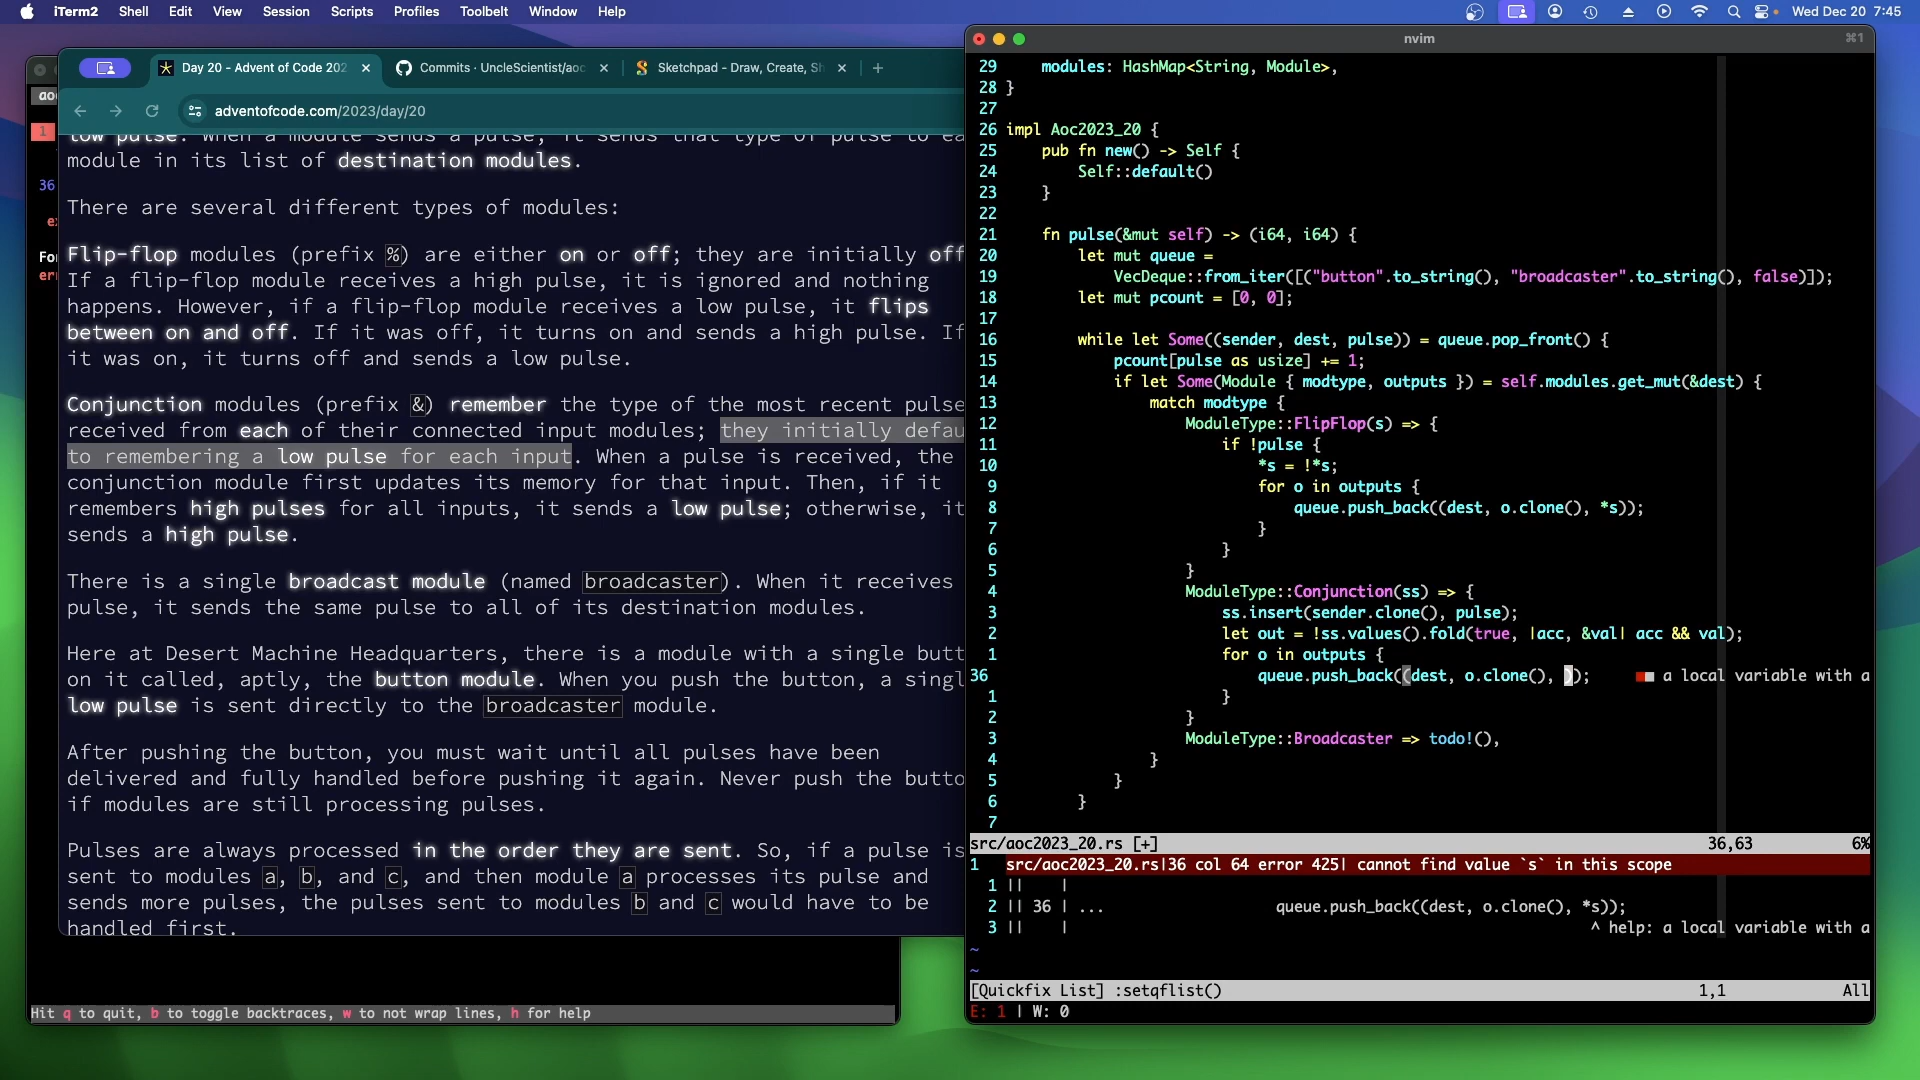 iTerm2 Shell Edit View Session Scripts Profiles Toolbelt Window Help
Wed Dec 20 7:45
Day 20 - Advent of Code 202
Commits · UncleScientist/aoc
Sketchpad - Draw, Create, Sh
adventofcode.com/2023/day/20
aoc
1
36
Fo
low pulse. When a module sends a pulse, it sends that type of pulse to ea
module in its list of destination modules.
There are several different types of modules:
Flip-flop modules (prefix %) are either on or off; they are initially off
If a flip-flop module receives a high pulse, it is ignored and nothing
happens. However, if a flip-flop module receives a low pulse, it flips
between on and off. If it was off, it turns on and sends a high pulse. If
it was on, it turns off and sends a low pulse.
Conjunction modules (prefix &) remember the type of the most recent pulse
received from each of their connected input modules; they initially defau
to remembering a low pulse for each input. When a pulse is received, the
conjunction module first updates its memory for that input. Then, if it
remembers high pulses for all inputs, it sends a low pulse; otherwise, it
sends a high pulse.
There is a single broadcast module (named broadcaster). When it receives
pulse, it sends the same pulse to all of its destination modules.
Here at Desert Machine Headquarters, there is a module with a single butt
on it called, aptly, the button module. When you push the button, a singl
low pulse is sent directly to the broadcaster module.
After pushing the button, you must wait until all pulses have been
delivered and fully handled before pushing it again. Never push the butto
if modules are still processing pulses.
Pulses are always processed in the order they are sent. So, if a pulse is
sent to modules a, b, and c, and then module a processes its pulse and
sends more pulses, the pulses sent to modules b and c would have to be
handled first.
Hit q to quit, b to toggle backtraces, w to not wrap lines, h for help
nvim
⌘1
29 modules: HashMap<String, Module>,
28 }
27
26 impl Aoc2023_20 {
25 pub fn new() -> Self {
24 Self::default()
23 }
22
21 fn pulse(&mut self) -> (i64, i64) {
20 let mut queue =
19 VecDeque::from_iter([("button".to_string(), "broadcaster".to_string(), false)]);
18 let mut pcount = [0, 0];
17
16 while let Some((sender, dest, pulse)) = queue.pop_front() {
15 pcount[pulse as usize] += 1;
14 if let Some(Module { modtype, outputs }) = self.modules.get_mut(&dest) {
13 match modtype {
12 ModuleType::FlipFlop(s) => {
11 if !pulse {
10 *s = !*s;
9 for o in outputs {
8 queue.push_back((dest, o.clone(), *s));
7 }
6 }
5 }
4 ModuleType::Conjunction(ss) => {
3 ss.insert(sender.clone(), pulse);
2 let out = !ss.values().fold(true, |acc, &val| acc && val);
1 for o in outputs {
36 queue.push_back((dest, o.clone(), )); a local variable with a
1 }
2 }
3 ModuleType::Broadcaster => todo!(),
4 }
5 }
6 }
7
src/aoc2023_20.rs [+] 36,63 6%
1 src/aoc2023_20.rs|36 col 64 error 425| cannot find value `s` in this scope
1 || |
2 || 36 | ... queue.push_back((dest, o.clone(), *s));
3 || | ^ help: a local variable with a
~
~
[Quickfix List] :setqflist() 1,1 All
E: 1 | W: 0